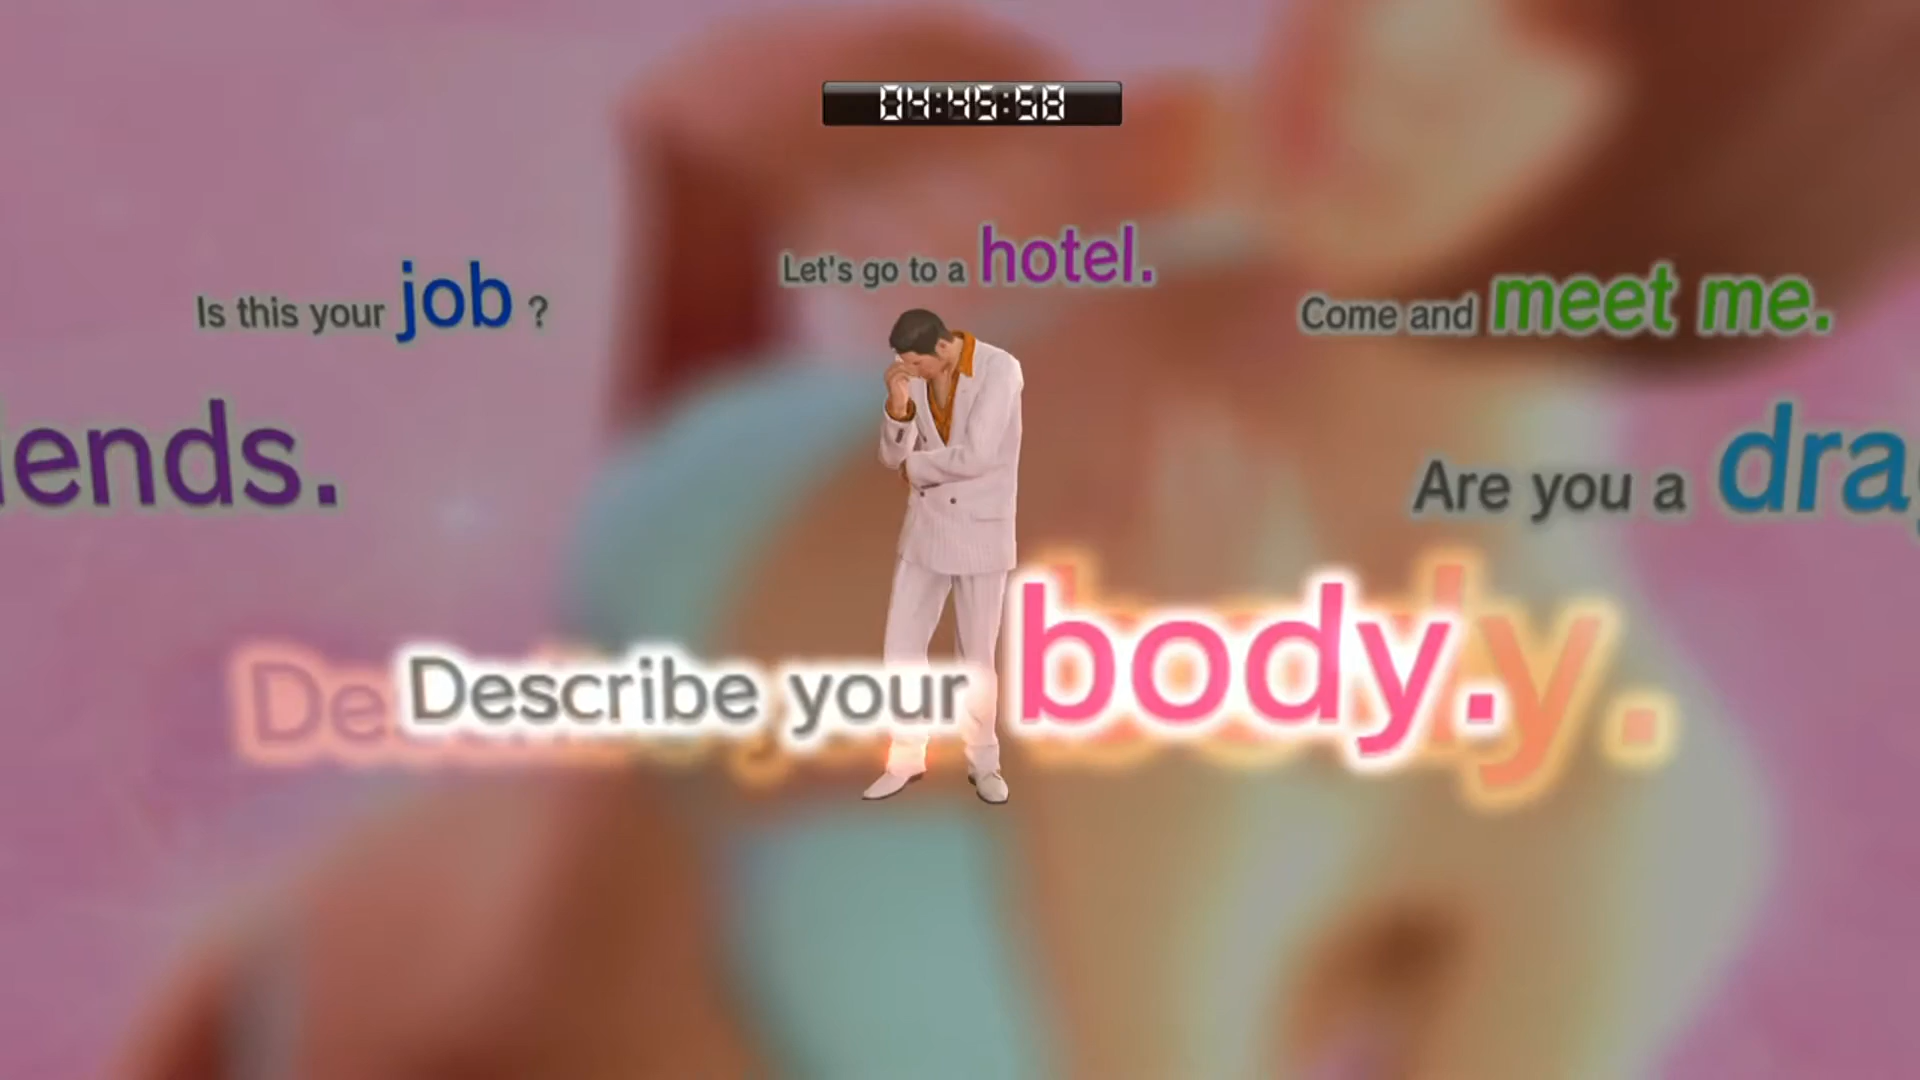 04:45:58
Let's go to a hotel.
Is this your job ?
Come and meet me.
Are you a
Describe your body.